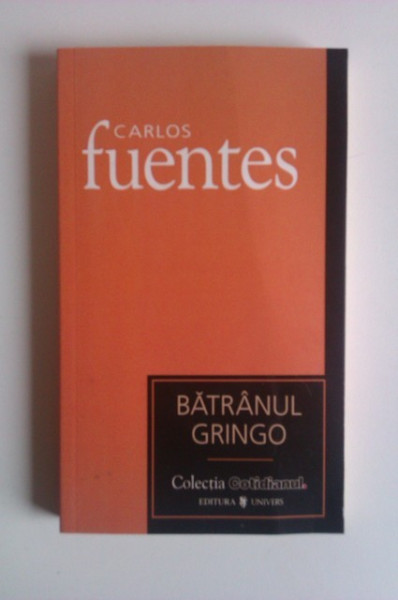 CARLOS
fuentes
BĂTRÂNUL
GRINGO
Colecția Cotidianul.
EDITURA UNIVERS